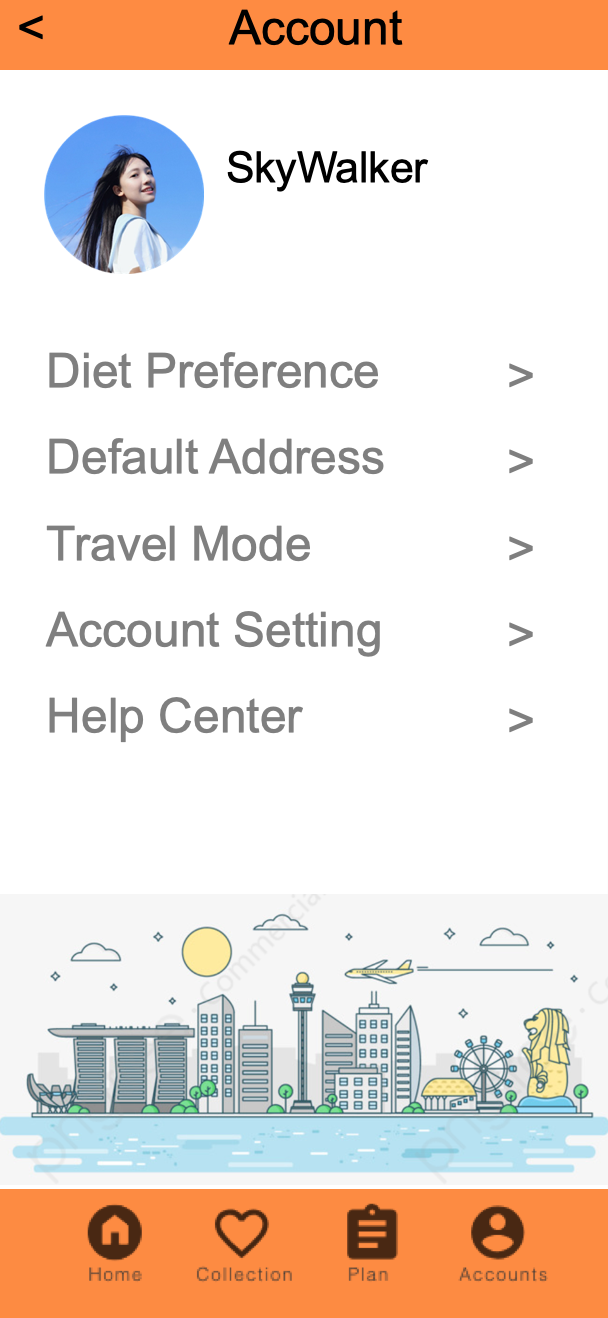 < Account
SkyWalker
Diet Preference >
Default Address >
Travel Mode >
Account Setting >
Help Center >
Home Collection Plan Accounts